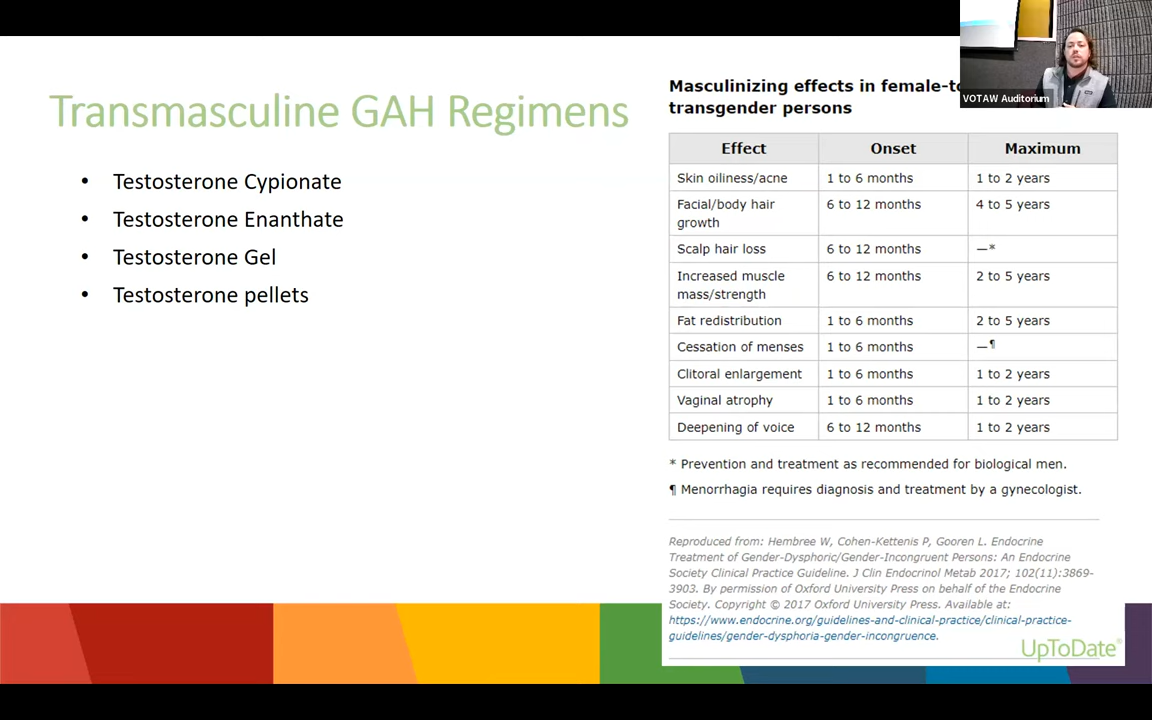 Transmasculine GAH Regimens
• Testosterone Cypionate
• Testosterone Enanthate
• Testosterone Gel
• Testosterone pellets
Masculinizing effects in female-to
transgender persons
VOTAW Auditorium
Effect Onset Maximum
Skin oiliness/acne 1 to 6 months 1 to 2 years
Facial/body hair 6 to 12 months 4 to 5 years
growth
Scalp hair loss 6 to 12 months —*
Increased muscle 6 to 12 months 2 to 5 years
mass/strength
Fat redistribution 1 to 6 months 2 to 5 years
Cessation of menses 1 to 6 months —¶
Clitoral enlargement 1 to 6 months 1 to 2 years
Vaginal atrophy 1 to 6 months 1 to 2 years
Deepening of voice 6 to 12 months 1 to 2 years
* Prevention and treatment as recommended for biological men.
¶ Menorrhagia requires diagnosis and treatment by a gynecologist.
Reproduced from: Hembree W, Cohen-Kettenis P, Gooren L. Endocrine
Treatment of Gender-Dysphoric/Gender-Incongruent Persons: An Endocrine
Society Clinical Practice Guideline. J Clin Endocrinol Metab 2017; 102(11):3869-
3903. By permission of Oxford University Press on behalf of the Endocrine
Society. Copyright © 2017 Oxford University Press. Available at:
https://www.endocrine.org/guidelines-and-clinical-practice/clinical-practice-
guidelines/gender-dysphoria-gender-incongruence.
UpToDate®